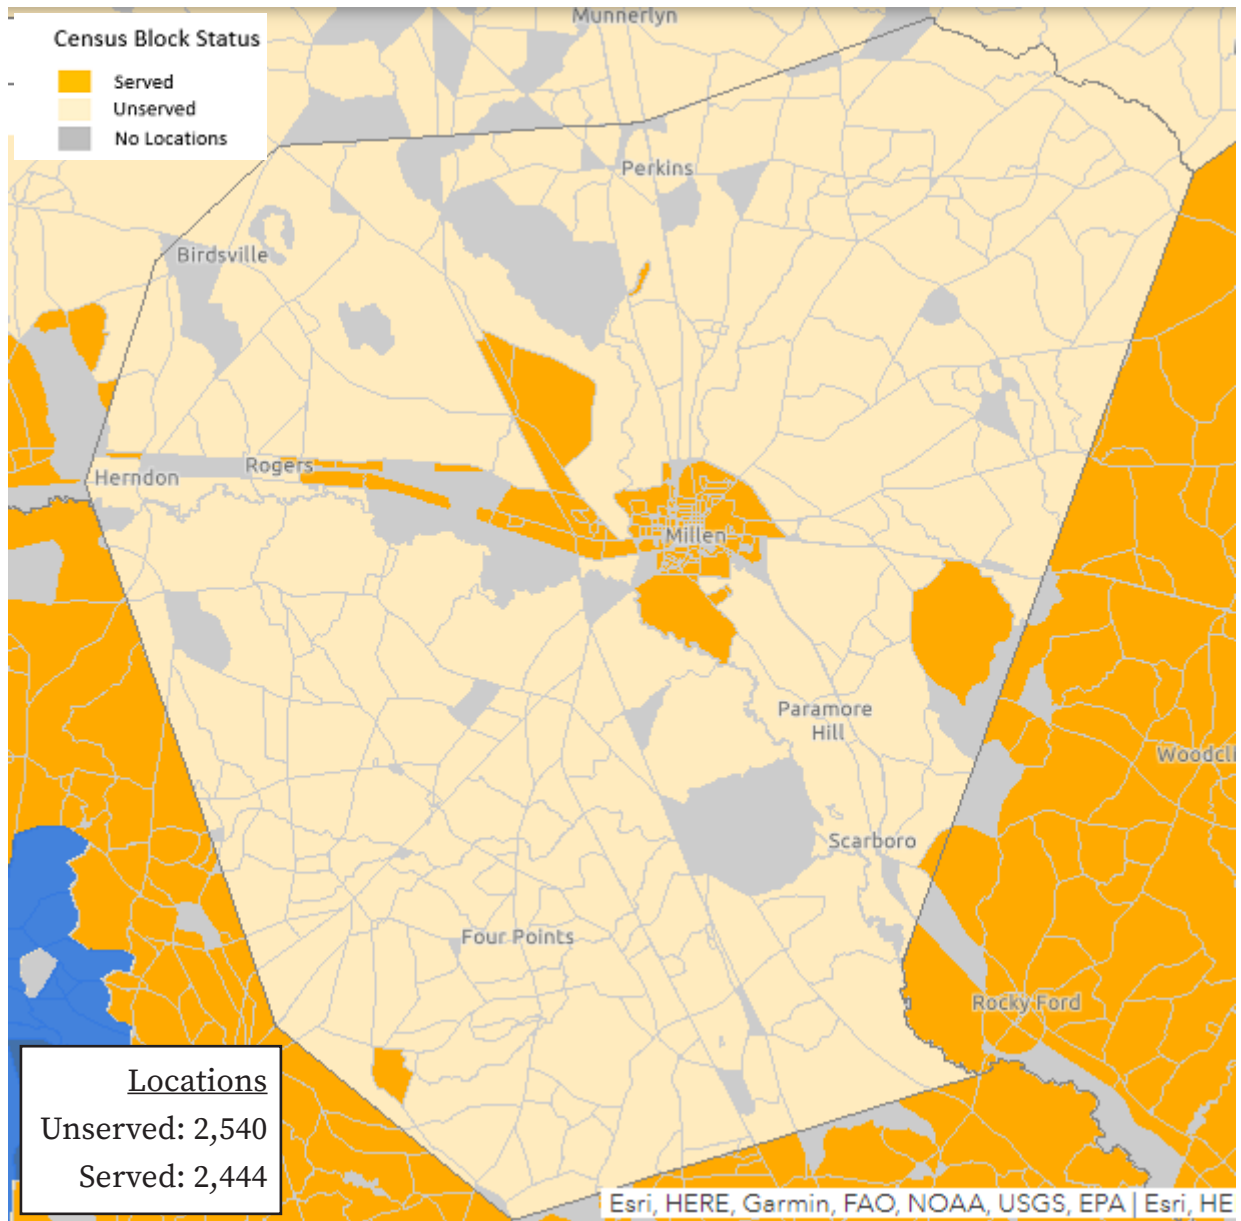 Munnerlyn
Census Block Status
Served
Unserved
No Locations
Perkins
Birdsville
Rogers
Herndon
Millen
Paramore
Hill
Woodcli
Scarboro
Four Points
Rocky Ford
Locations
Unserved: 2,540
Served: 2,444
Esri, HERE, Garmin, FAO, NOAA, USGS, EPA | Esri, HE